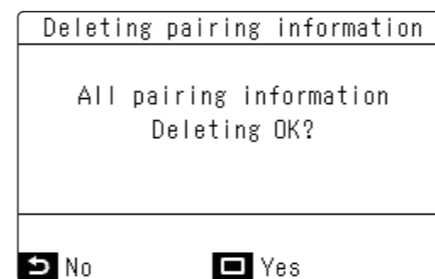 Deleting pairing information
All pairing information
Deleting OK?
No Yes